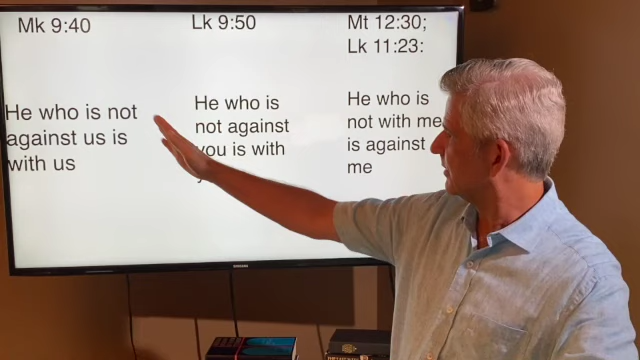 Mk 9:40
He who is not
against us is
with us
Lk 9:50
He who is
not against
you is with
Mt 12:30;
Lk 11:23:
He who is
not with me
is against
me
SAMSUNG